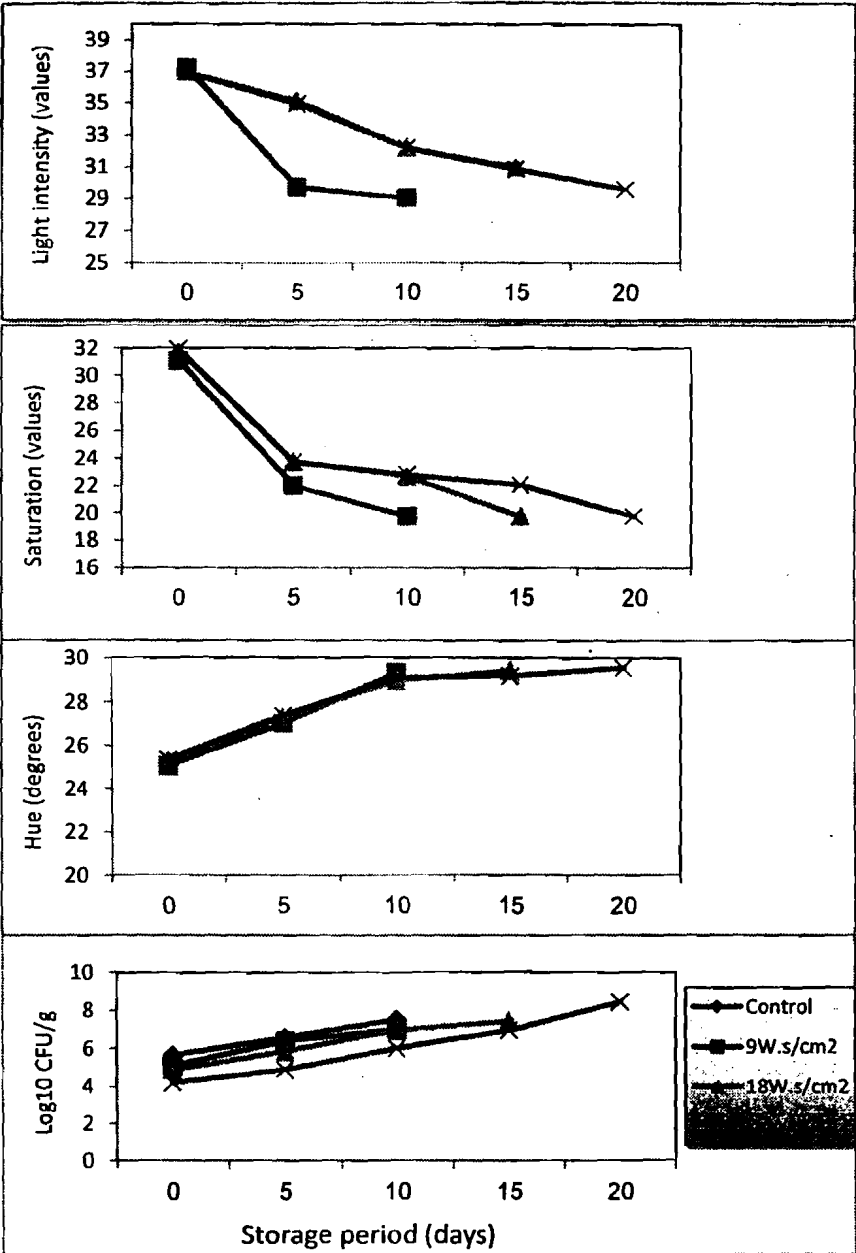 Light intensity (values)
39
37
35
33
31
29
27
25
0 5 10 15 20
Saturation (values)
32
30
28
26
24
22
20
18
16
0 5 10 15 20
Hue (degrees)
30
28
26
24
22
20
0 5 10 15 20
Log10 CFU/g
10
8
6
4
2
0
0 5 10 15 20
Storage period (days)
Control
9W.s/cm2
18W.s/cm2